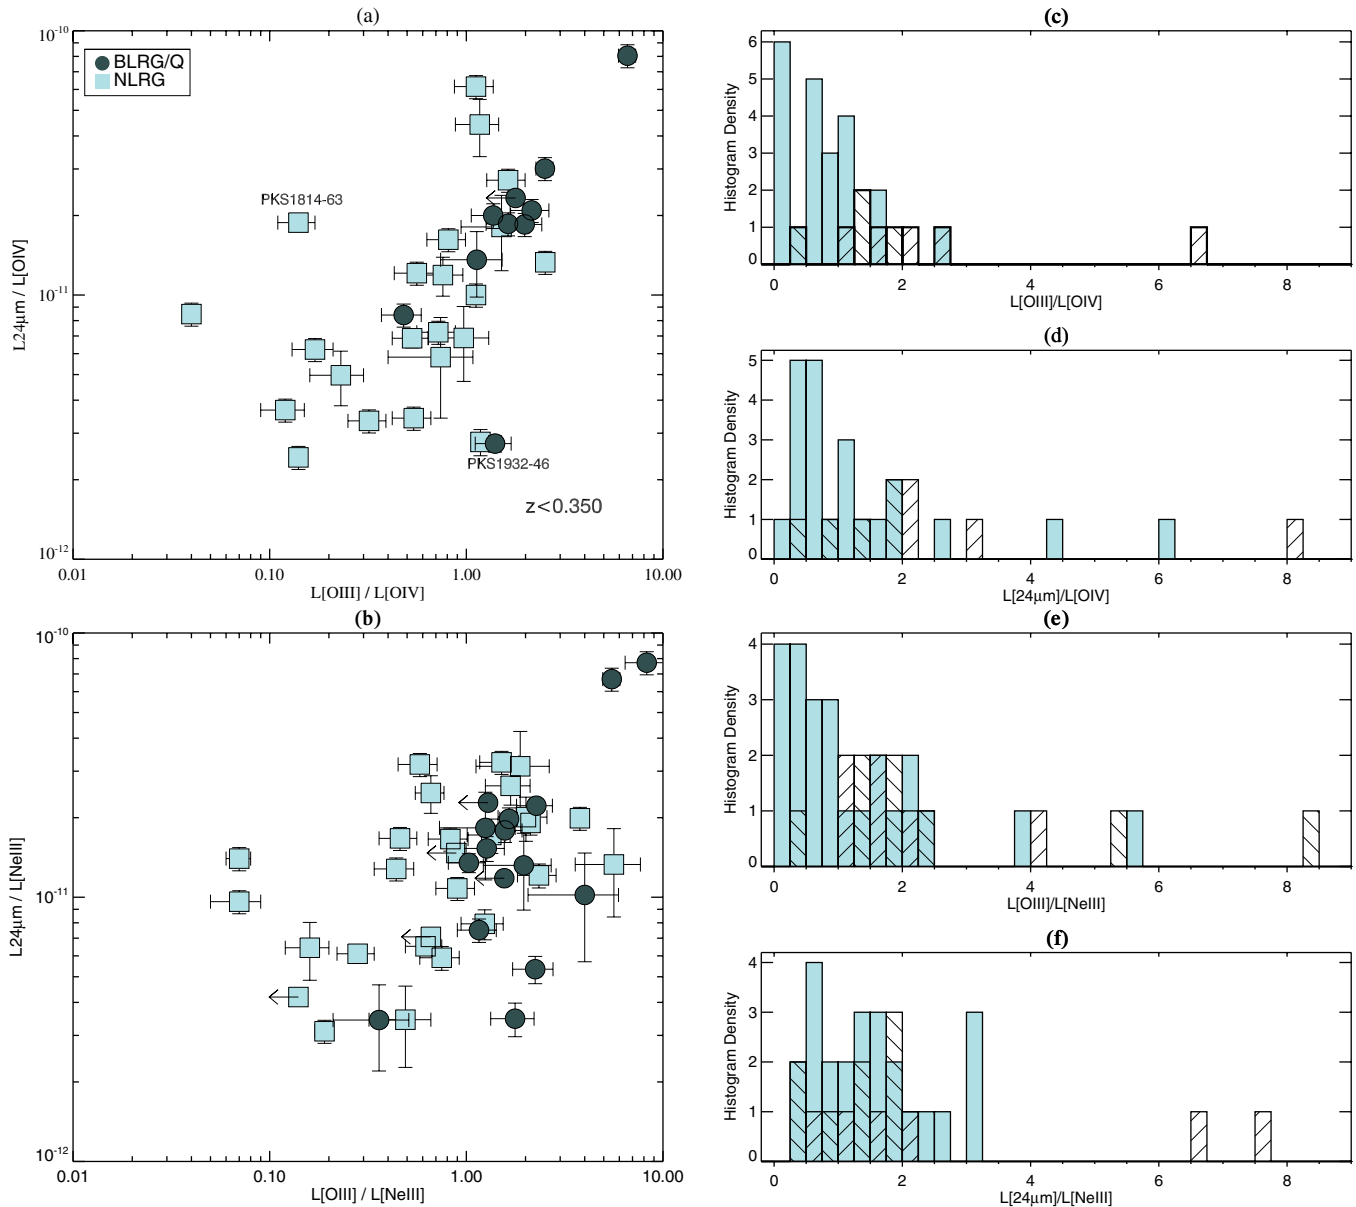 (a)
10^-10
BLRG/Q
NLRG
PKS1814-63
L24μm / L[OIV]
10^-11
PKS1932-46
z<0.350
10^-12
0.01
0.10
1.00
10.00
L[OIII] / L[OIV]
(b)
10^-10
L24μm / L[NeIII]
10^-11
10^-12
0.01
0.10
1.00
10.00
L[OIII] / L[NeIII]
(c)
6
5
4
3
2
1
0
Histogram Density
0
2
4
6
8
L[OIII]/L[OIV]
(d)
5
4
3
2
1
0
Histogram Density
0
2
4
6
8
L[24μm]/L[OIV]
(e)
4
3
2
1
0
Histogram Density
0
2
4
6
8
L[OIII]/L[NeIII]
(f)
4
3
2
1
0
Histogram Density
0
2
4
6
8
L[24μm]/L[NeIII]